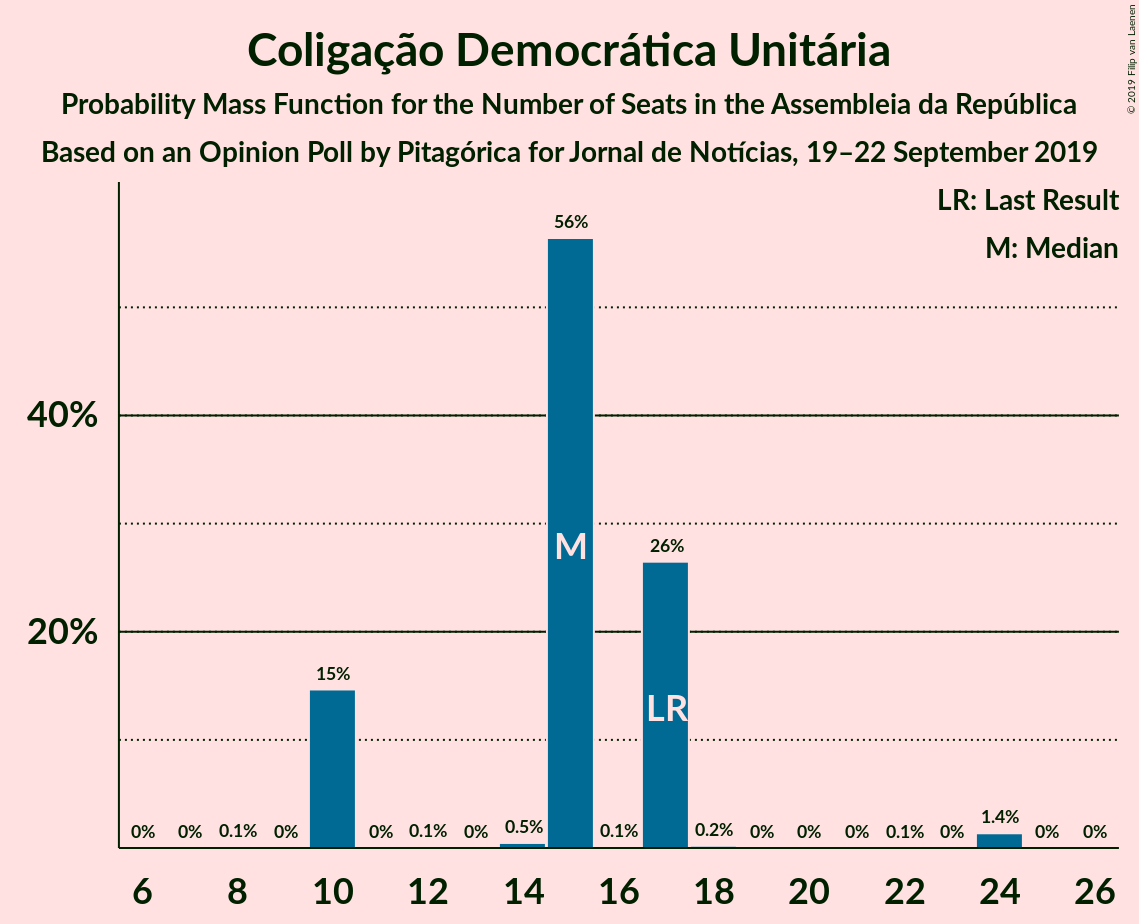 Coligação Democrática Unitária
Probability Mass Function for the Number of Seats in the Assembleia da República
Based on an Opinion Poll by Pitagórica for Jornal de Notícias, 19–22 September 2019
© 2019 Filip van Laenen
LR: Last Result
M: Median
40%
20%
0% 0% 0.1% 0% 15% 0% 0.1% 0% 0.5% 56% 0.1% 26% 0.2% 0% 0% 0% 0.1% 0% 1.4% 0% 0%
M
LR
6 8 10 12 14 16 18 20 22 24 26